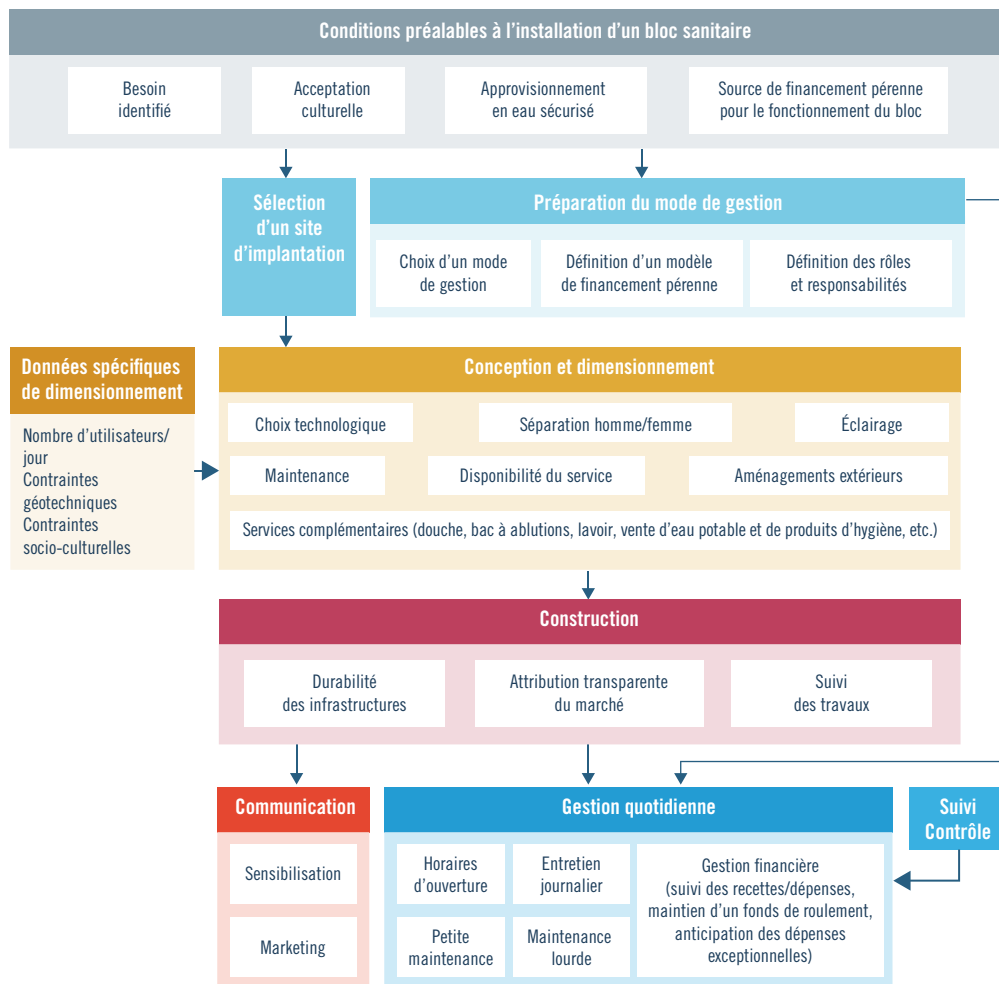 Conditions préalables à l’installation d’un bloc sanitaire
Besoin
identifié
Acceptation
culturelle
Approvisionnement
en eau sécurisé
Source de financement pérenne
pour le fonctionnement du bloc
Sélection
d’un site
d’implantation
Préparation du mode de gestion
Choix d’un mode
de gestion
Définition d’un modèle
de financement pérenne
Définition des rôles
et responsabilités
Données spécifiques
de dimensionnement
Nombre d’utilisateurs/
jour
Contraintes
géotechniques
Contraintes
socio-culturelles
Conception et dimensionnement
Choix technologique
Séparation homme/femme
Éclairage
Maintenance
Disponibilité du service
Aménagements extérieurs
Services complémentaires (douche, bac à ablutions, lavoir, vente d’eau potable et de produits d’hygiène, etc.)
Construction
Durabilité
des infrastructures
Attribution transparente
du marché
Suivi
des travaux
Communication
Sensibilisation
Marketing
Gestion quotidienne
Horaires
d’ouverture
Entretien
journalier
Petite
maintenance
Maintenance
lourde
Gestion financière
(suivi des recettes/dépenses,
maintien d’un fonds de roulement,
anticipation des dépenses
exceptionnelles)
Suivi
Contrôle